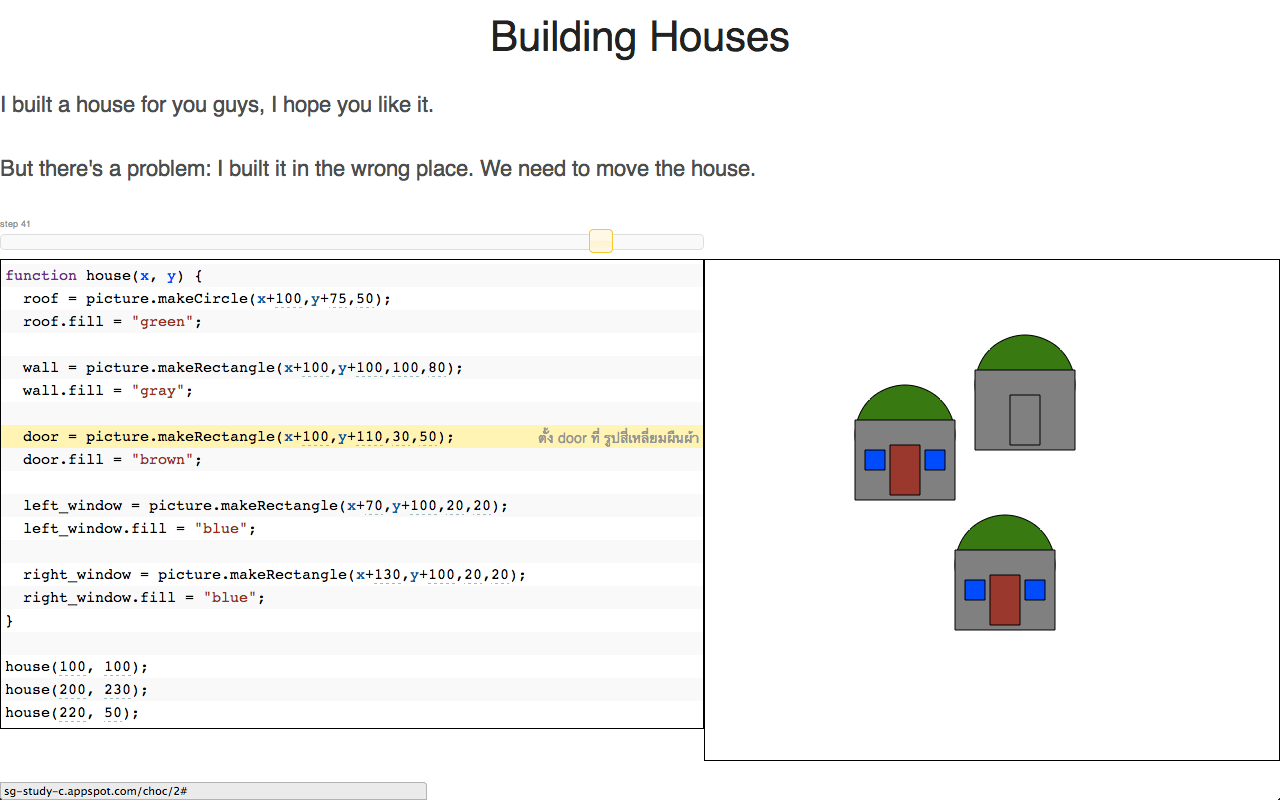 Building Houses
I built a house for you guys, I hope you like it.
But there's a problem: I built it in the wrong place. We need to move the house.
step 41
function house(x, y) {
roof = picture.makeCircle(x+100,y+75,50);
roof.fill = "green";
wall = picture.makeRectangle(x+100,y+100,100,80);
wall.fill = "gray";
door = picture.makeRectangle(x+100,y+110,30,50); ตั้ง door ที่ รูปสี่เหลี่ยมผืนผ้า
door.fill = "brown";
left_window = picture.makeRectangle(x+70,y+100,20,20);
left_window.fill = "blue";
right_window = picture.makeRectangle(x+130,y+100,20,20);
right_window.fill = "blue";
}
house(100, 100);
house(200, 230);
house(220, 50);
sg-study-c.appspot.com/choc/2#